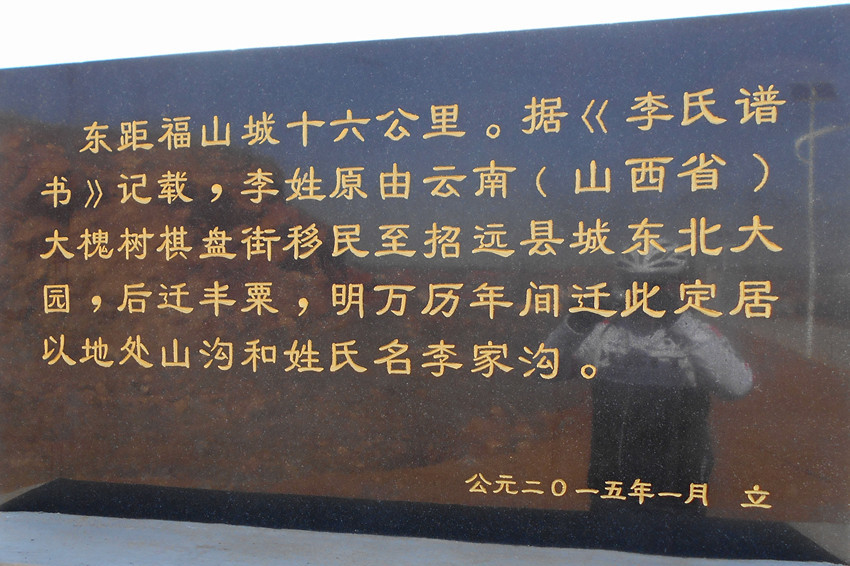 东距福山城十六公里。据《李氏谱
书》记载，李姓原由云南（山西省）
大槐树棋盘街移民至招远县城东北大
园，后迁丰粟，明万历年间迁此定居
以地处山沟和姓氏名李家沟。
公元二〇一五年一月 立